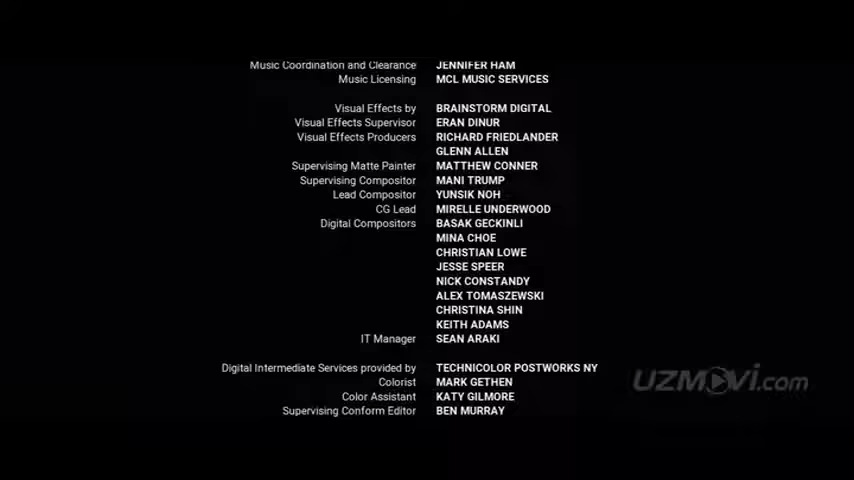 Music Coordination and Clearance JENNIFER HAM
Music Licensing MCL MUSIC SERVICES
Visual Effects by BRAINSTORM DIGITAL
Visual Effects Supervisor ERAN DINUR
Visual Effects Producers RICHARD FRIEDLANDER
GLENN ALLEN
Supervising Matte Painter MATTHEW CONNER
Supervising Compositor MANI TRUMP
Lead Compositor YUNSIK NOH
CG Lead MIRELLE UNDERWOOD
Digital Compositors BASAK GECKINLI
MINA CHOE
CHRISTIAN LOWE
JESSE SPEER
NICK CONSTANDY
ALEX TOMASZEWSKI
CHRISTINA SHIN
KEITH ADAMS
IT Manager SEAN ARAKI
Digital Intermediate Services provided by TECHNICOLOR POSTWORKS NY
Colorist MARK GETHEN
Color Assistant KATY GILMORE
Supervising Conform Editor BEN MURRAY
UZMOVi.com